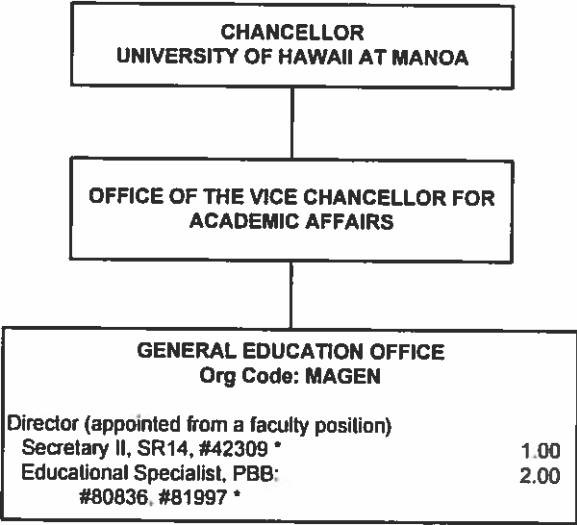 CHANCELLOR
UNIVERSITY OF HAWAII AT MANOA
OFFICE OF THE VICE CHANCELLOR FOR
ACADEMIC AFFAIRS
GENERAL EDUCATION OFFICE
Org Code: MAGEN
Director (appointed from a faculty position)
Secretary II, SR14, #42309 * 1.00
Educational Specialist, PBB: 2.00
#80836, #81997 *